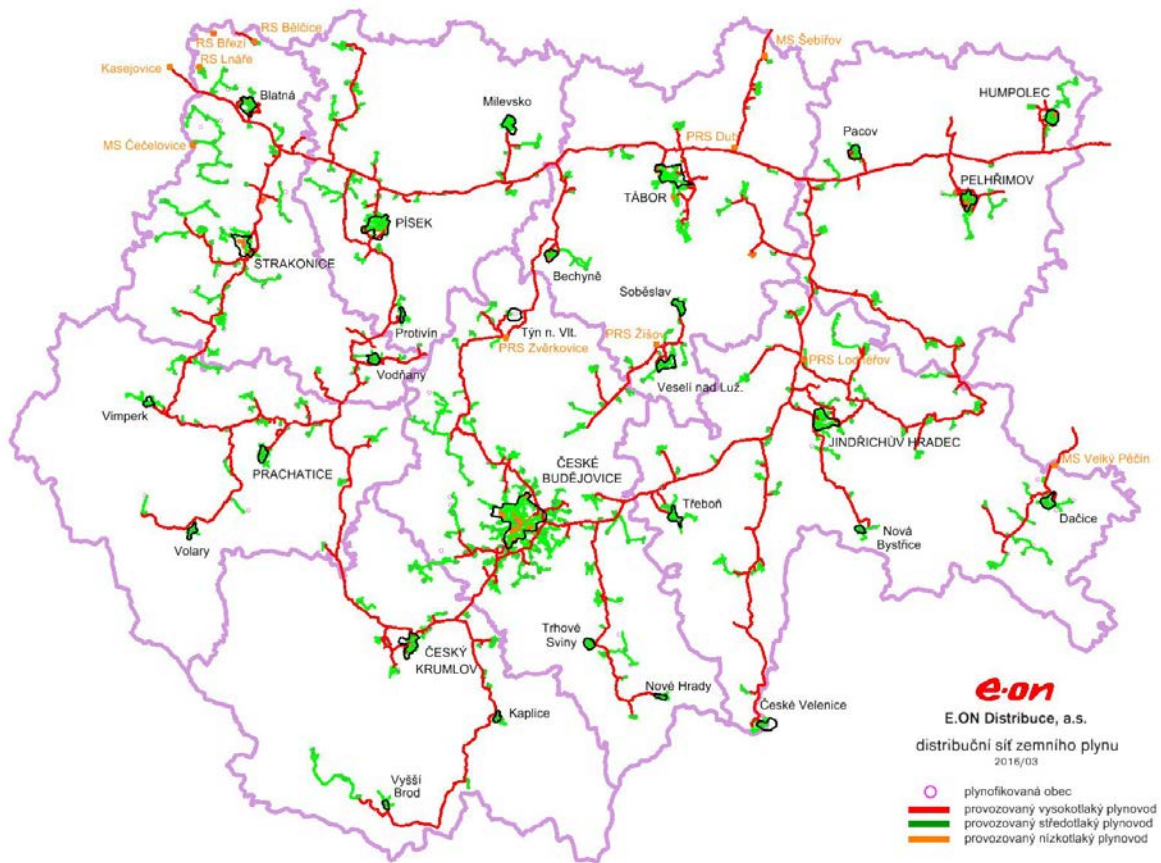 RS Bělčice
RS Březí
RS Lnáře
Kasejovice
MS Šebířov
Blatná
Milevsko
HUMPOLEC
MS Čečelovice
PRS Dub
Pacov
TÁBOR
PELHŘIMOV
PÍSEK
STRAKONICE
Bechyně
Soběslav
Protivín
Týn n. Vlt.
PRS Zvěrkovice
PRS Žíšov
Vodňany
PRS Lodhéřov
Veselí nad Luž.
Vimperk
JINDŘICHŮV HRADEC
PRACHATICE
ČESKÉ
BUDĚJOVICE
MS Velký Pěčín
Třeboň
Dačice
Volary
Nová
Bystřice
Trhové
Sviny
ČESKÝ
KRUMLOV
Nové Hrady
Kaplice
České Velenice
Vyšší
Brod
e·on
E.ON Distribuce, a.s.
distribuční síť zemního plynu
2016/03
plynofikovaná obec
provozovaný vysokotlaký plynovod
provozovaný středotlaký plynovod
provozovaný nízkotlaký plynovod